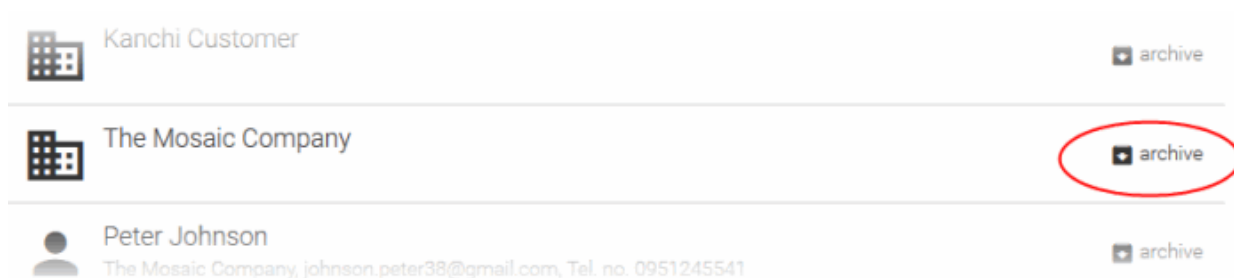 Kanchi Customer
archive
The Mosaic Company
archive
Peter Johnson
archive
The Mosaic Company, johnson.peter38@gmail.com, Tel. no. 0951245541